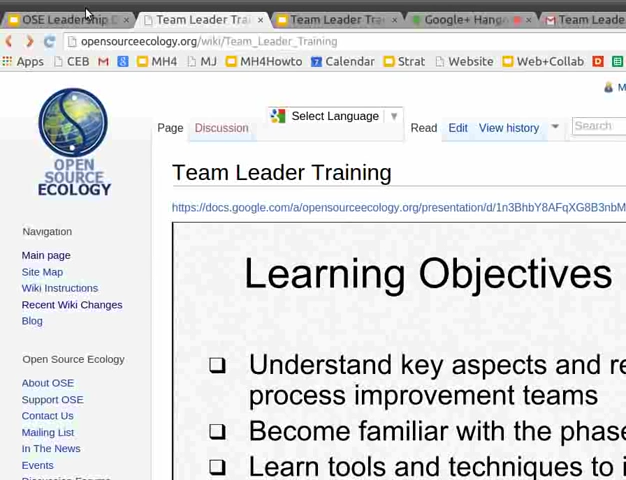 OSE Leadership
Team Leader Trai
Team Leader Trai
Google+ Hang
Team Leade
opensourceecology.org/wiki/Team_Leader_Training
Apps
CEB
MH4
MJ
MH4Howto
Calendar
Strat
Website
Web+Collab
M
OPEN
SOURCE
ECOLOGY
Page
Discussion
Select Language
Read
Edit
View history
Search
Team Leader Training
https://docs.google.com/a/opensourceecology.org/presentation/d/1n3BhbY8AFqXG8B3nbM
Navigation
Main page
Site Map
Wiki Instructions
Recent Wiki Changes
Blog
Open Source Ecology
About OSE
Support OSE
Contact Us
Mailing List
In The News
Events
Learning Objectives
Understand key aspects and re
process improvement teams
Become familiar with the phase
Learn tools and techniques to i